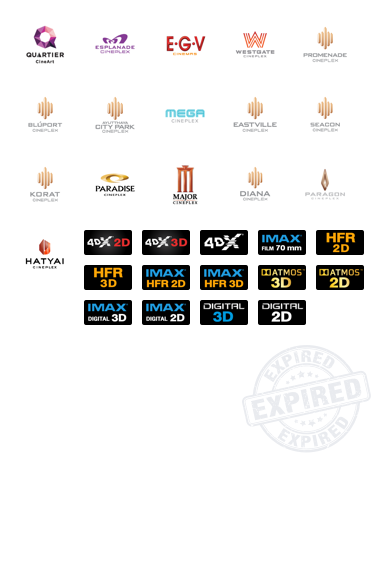 QUARTIER
CineArt
ESPLANADE
CINEPLEX
E·G·V
CINEMAS
WESTGATE
CINEPLEX
PROMENADE
CINEPLEX
BLÚPORT
CINEPLEX
NUTTHAYA
CITY PARK
CINEPLEX
MEGA
CINEPLEX
EASTVILLE
CINEPLEX
SEACON
CINEPLEX
KORAT
CINEPLEX
PARADISE
CINEPLEX
MAJOR
CINEPLEX
DIANA
CINEPLEX
PARAGON
CINEPLEX
HATYAI
CINEPLEX
4DX 2D
4DX 3D
4DX
IMAX
FILM 70 mm
HFR
2D
HFR
3D
IMAX
HFR 2D
IMAX
HFR 3D
ATMOS
3D
ATMOS
2D
IMAX
DIGITAL 3D
IMAX
DIGITAL 2D
DIGITAL
3D
DIGITAL
2D
EXPIRED
EXPIRED
EXPIRED